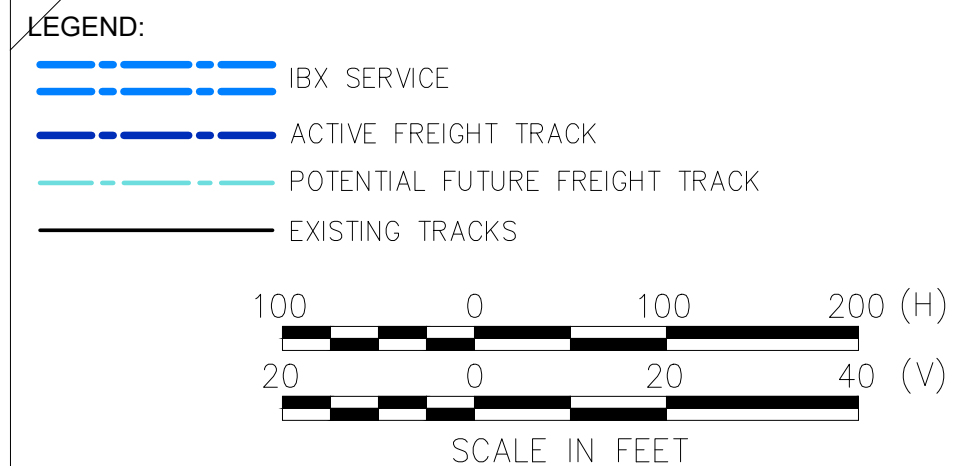 LEGEND:
IBX SERVICE
ACTIVE FREIGHT TRACK
POTENTIAL FUTURE FREIGHT TRACK
EXISTING TRACKS
100 0 100 200 (H)
20 0 20 40 (V)
SCALE IN FEET